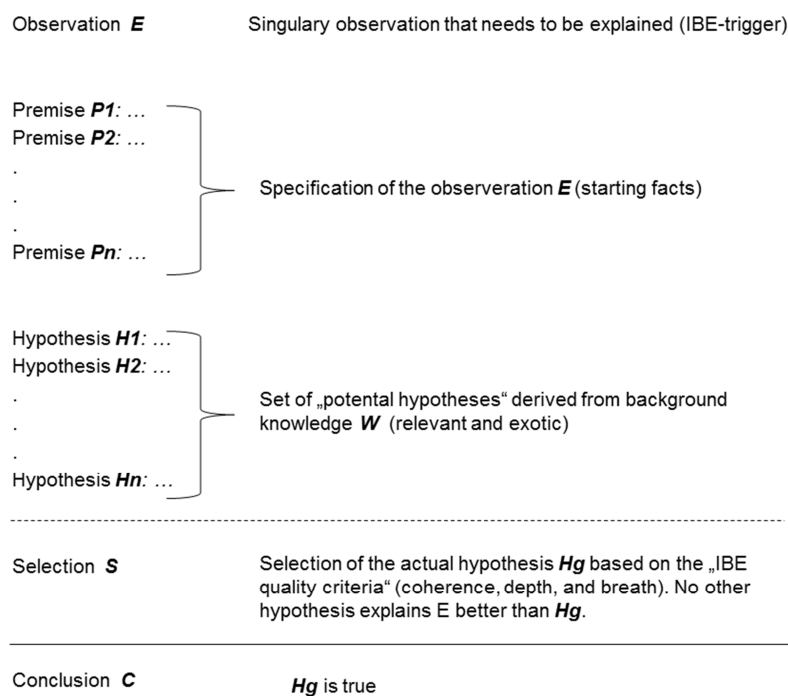 Observation E Singulary observation that needs to be explained (IBE-trigger)
Premise P1: …
Premise P2: …
.
.
.
Premise Pn: …
Specification of the obseveration E (starting facts)
Hypothesis H1: …
Hypothesis H2: …
.
.
.
Hypothesis Hn: …
Set of „potental hypotheses“ derived from background
knowledge W (relevant and exotic)
Selection S Selection of the actual hypothesis Hg based on the „IBE
quality criteria“ (coherence, depth, and breath). No other
hypothesis explains E better than Hg.
Conclusion C Hg is true